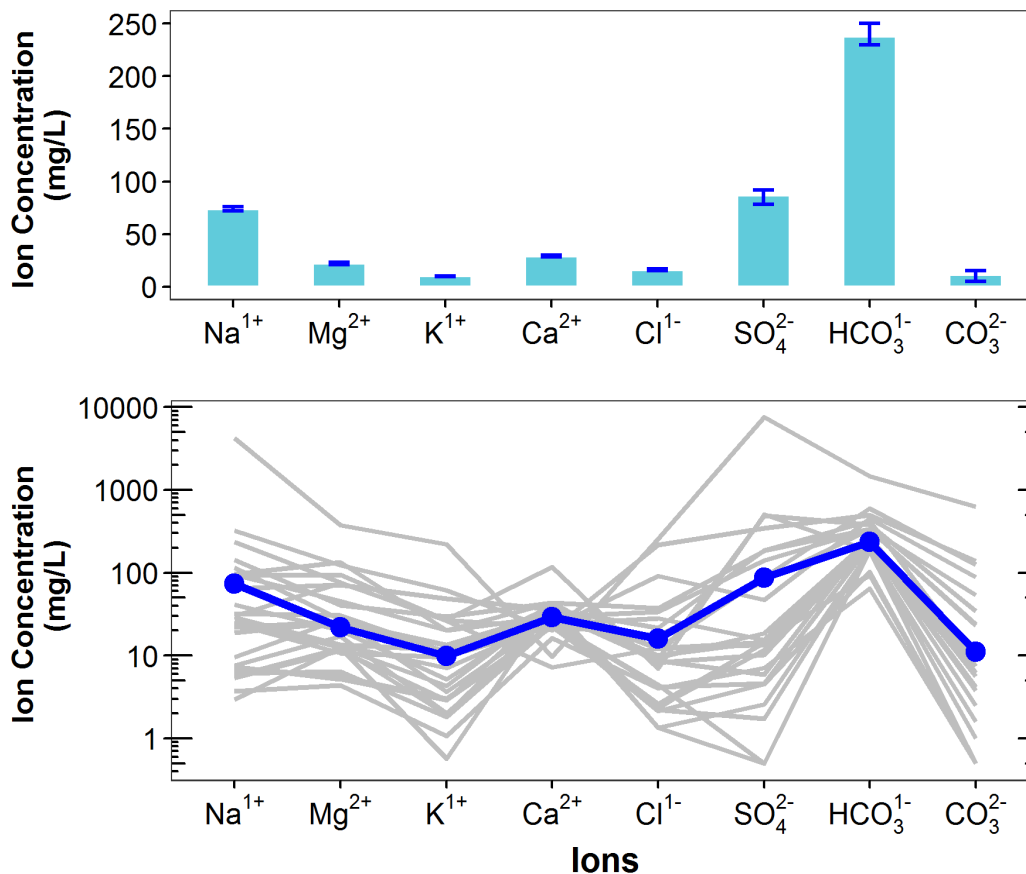 Ion Concentration
(mg/L)
250
200
150
100
50
0
Na¹⁺ Mg²⁺ K¹⁺ Ca²⁺ Cl¹⁻ SO₄²⁻ HCO₃¹⁻ CO₃²⁻
Ion Concentration
(mg/L)
10000
1000
100
10
1
Na¹⁺ Mg²⁺ K¹⁺ Ca²⁺ Cl¹⁻ SO₄²⁻ HCO₃¹⁻ CO₃²⁻
Ions